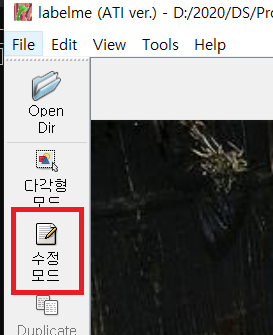 labelme (ATI ver.) - D:/2020/DS/Pro
File Edit View Tools Help
Open
Dir
다각형
모드
수정
모드
Duplicate